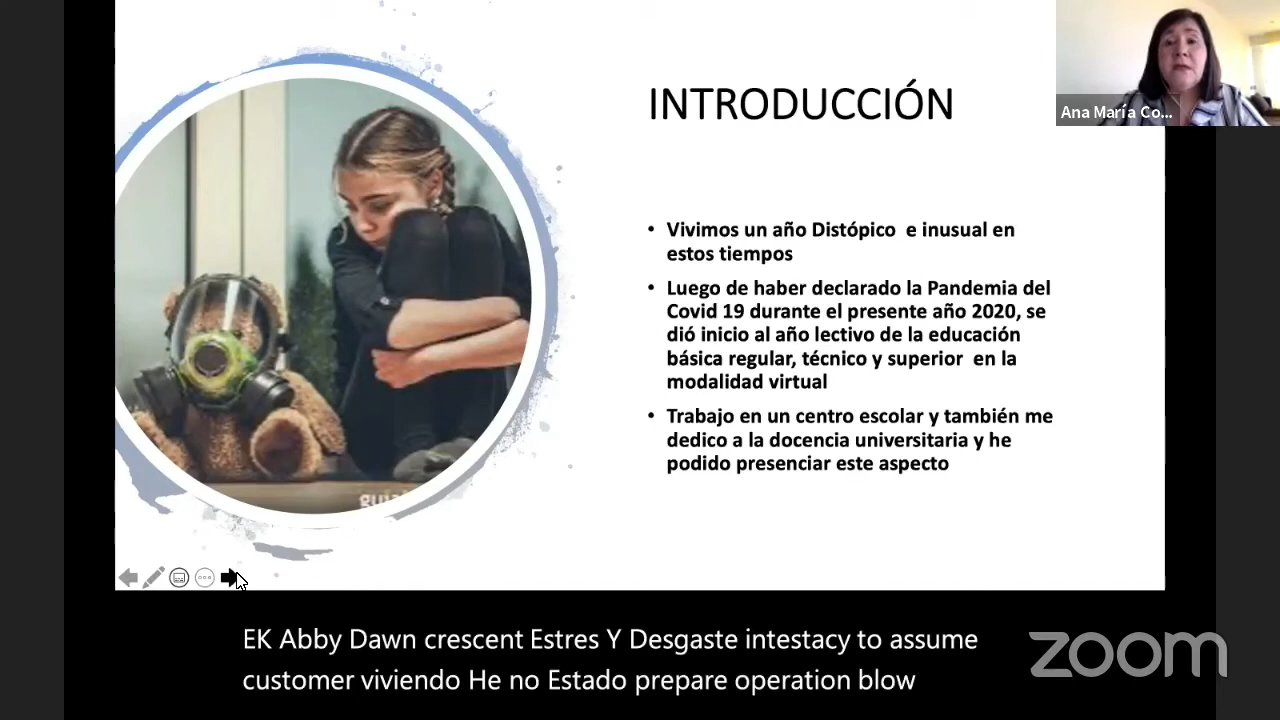 INTRODUCCIÓN
Ana María Co...
• Vivimos un año Distópico e inusual en
estos tiempos
• Luego de haber declarado la Pandemia del
Covid 19 durante el presente año 2020, se
dió inicio al año lectivo de la educación
básica regular, técnico y superior en la
modalidad virtual
• Trabajo en un centro escolar y también me
dedico a la docencia universitaria y he
podido presenciar este aspecto
EK Abby Dawn crescent Estres Y Desgaste intestacy to assume
customer viviendo He no Estado prepare operation blow
zoom